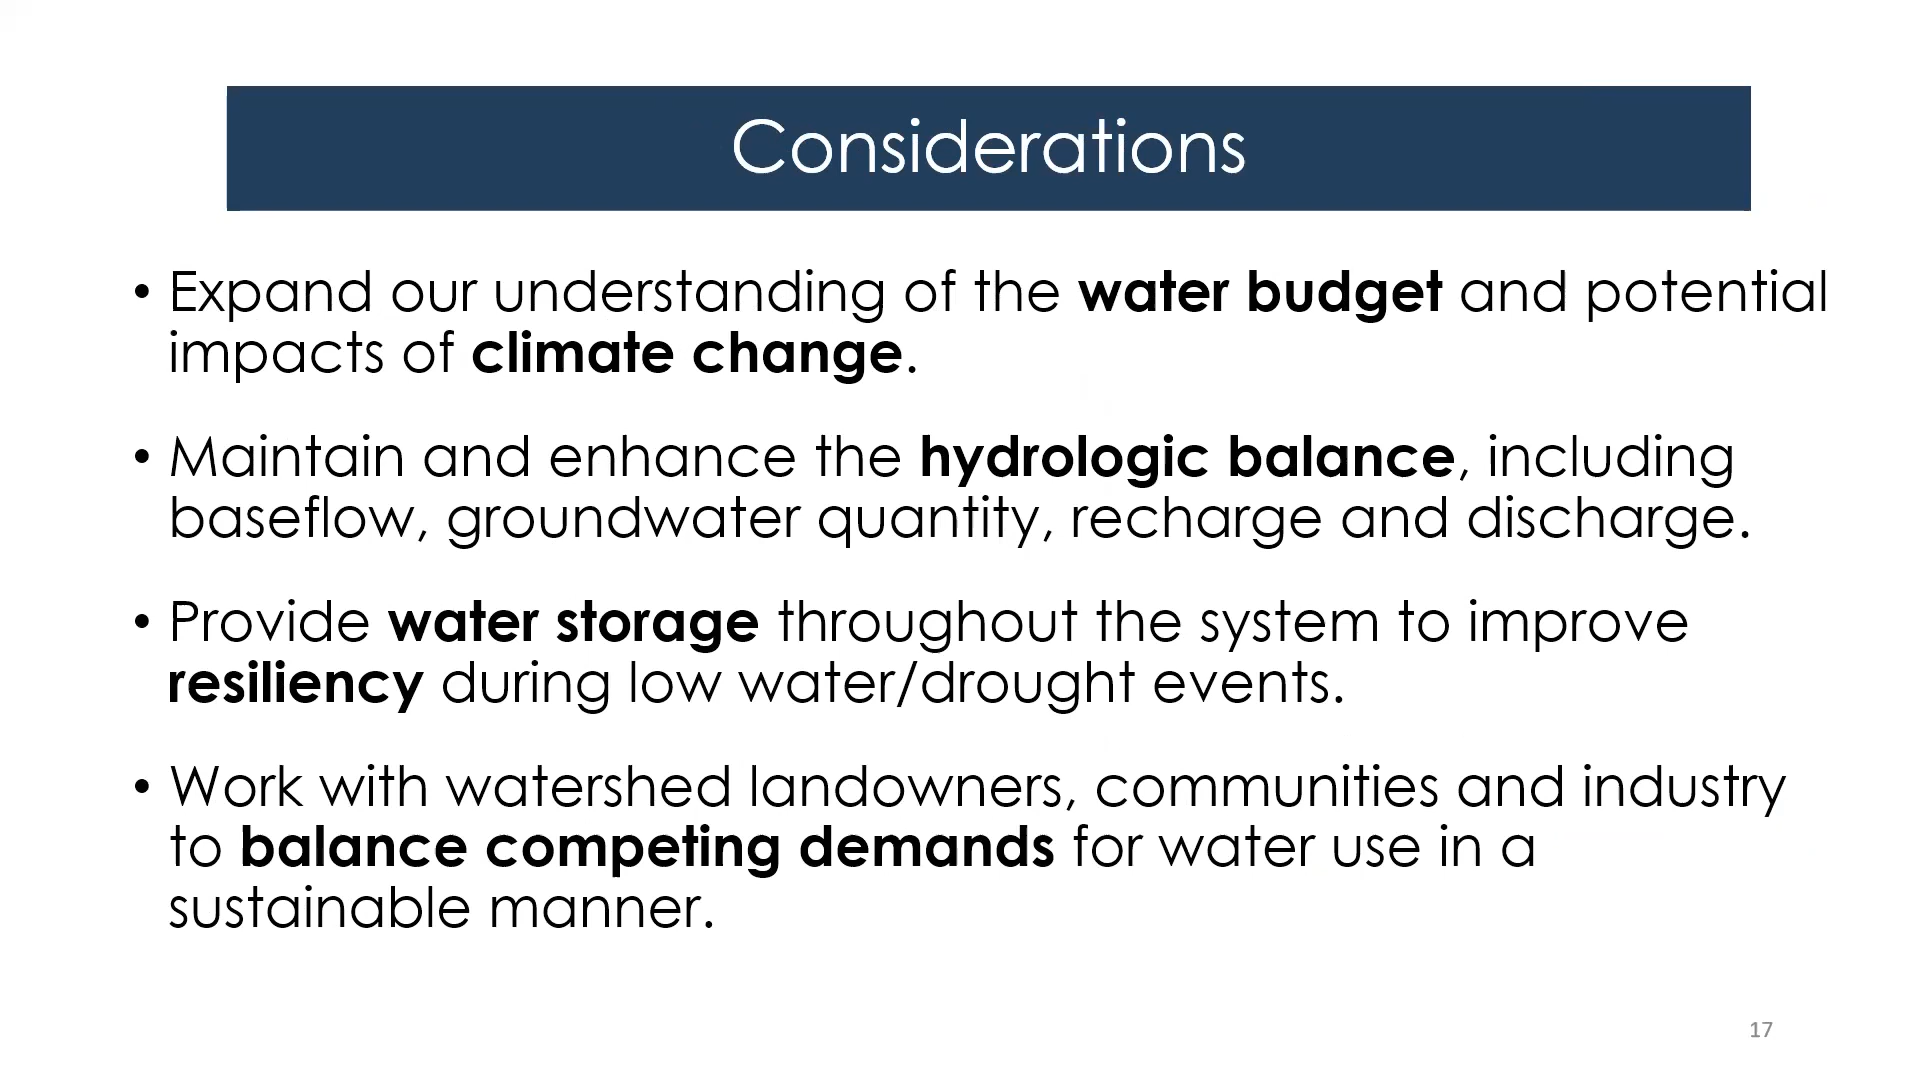 Considerations
• Expand our understanding of the water budget and potential
impacts of climate change.
• Maintain and enhance the hydrologic balance, including
baseflow, groundwater quantity, recharge and discharge.
• Provide water storage throughout the system to improve
resiliency during low water/drought events.
• Work with watershed landowners, communities and industry
to balance competing demands for water use in a
sustainable manner.
17